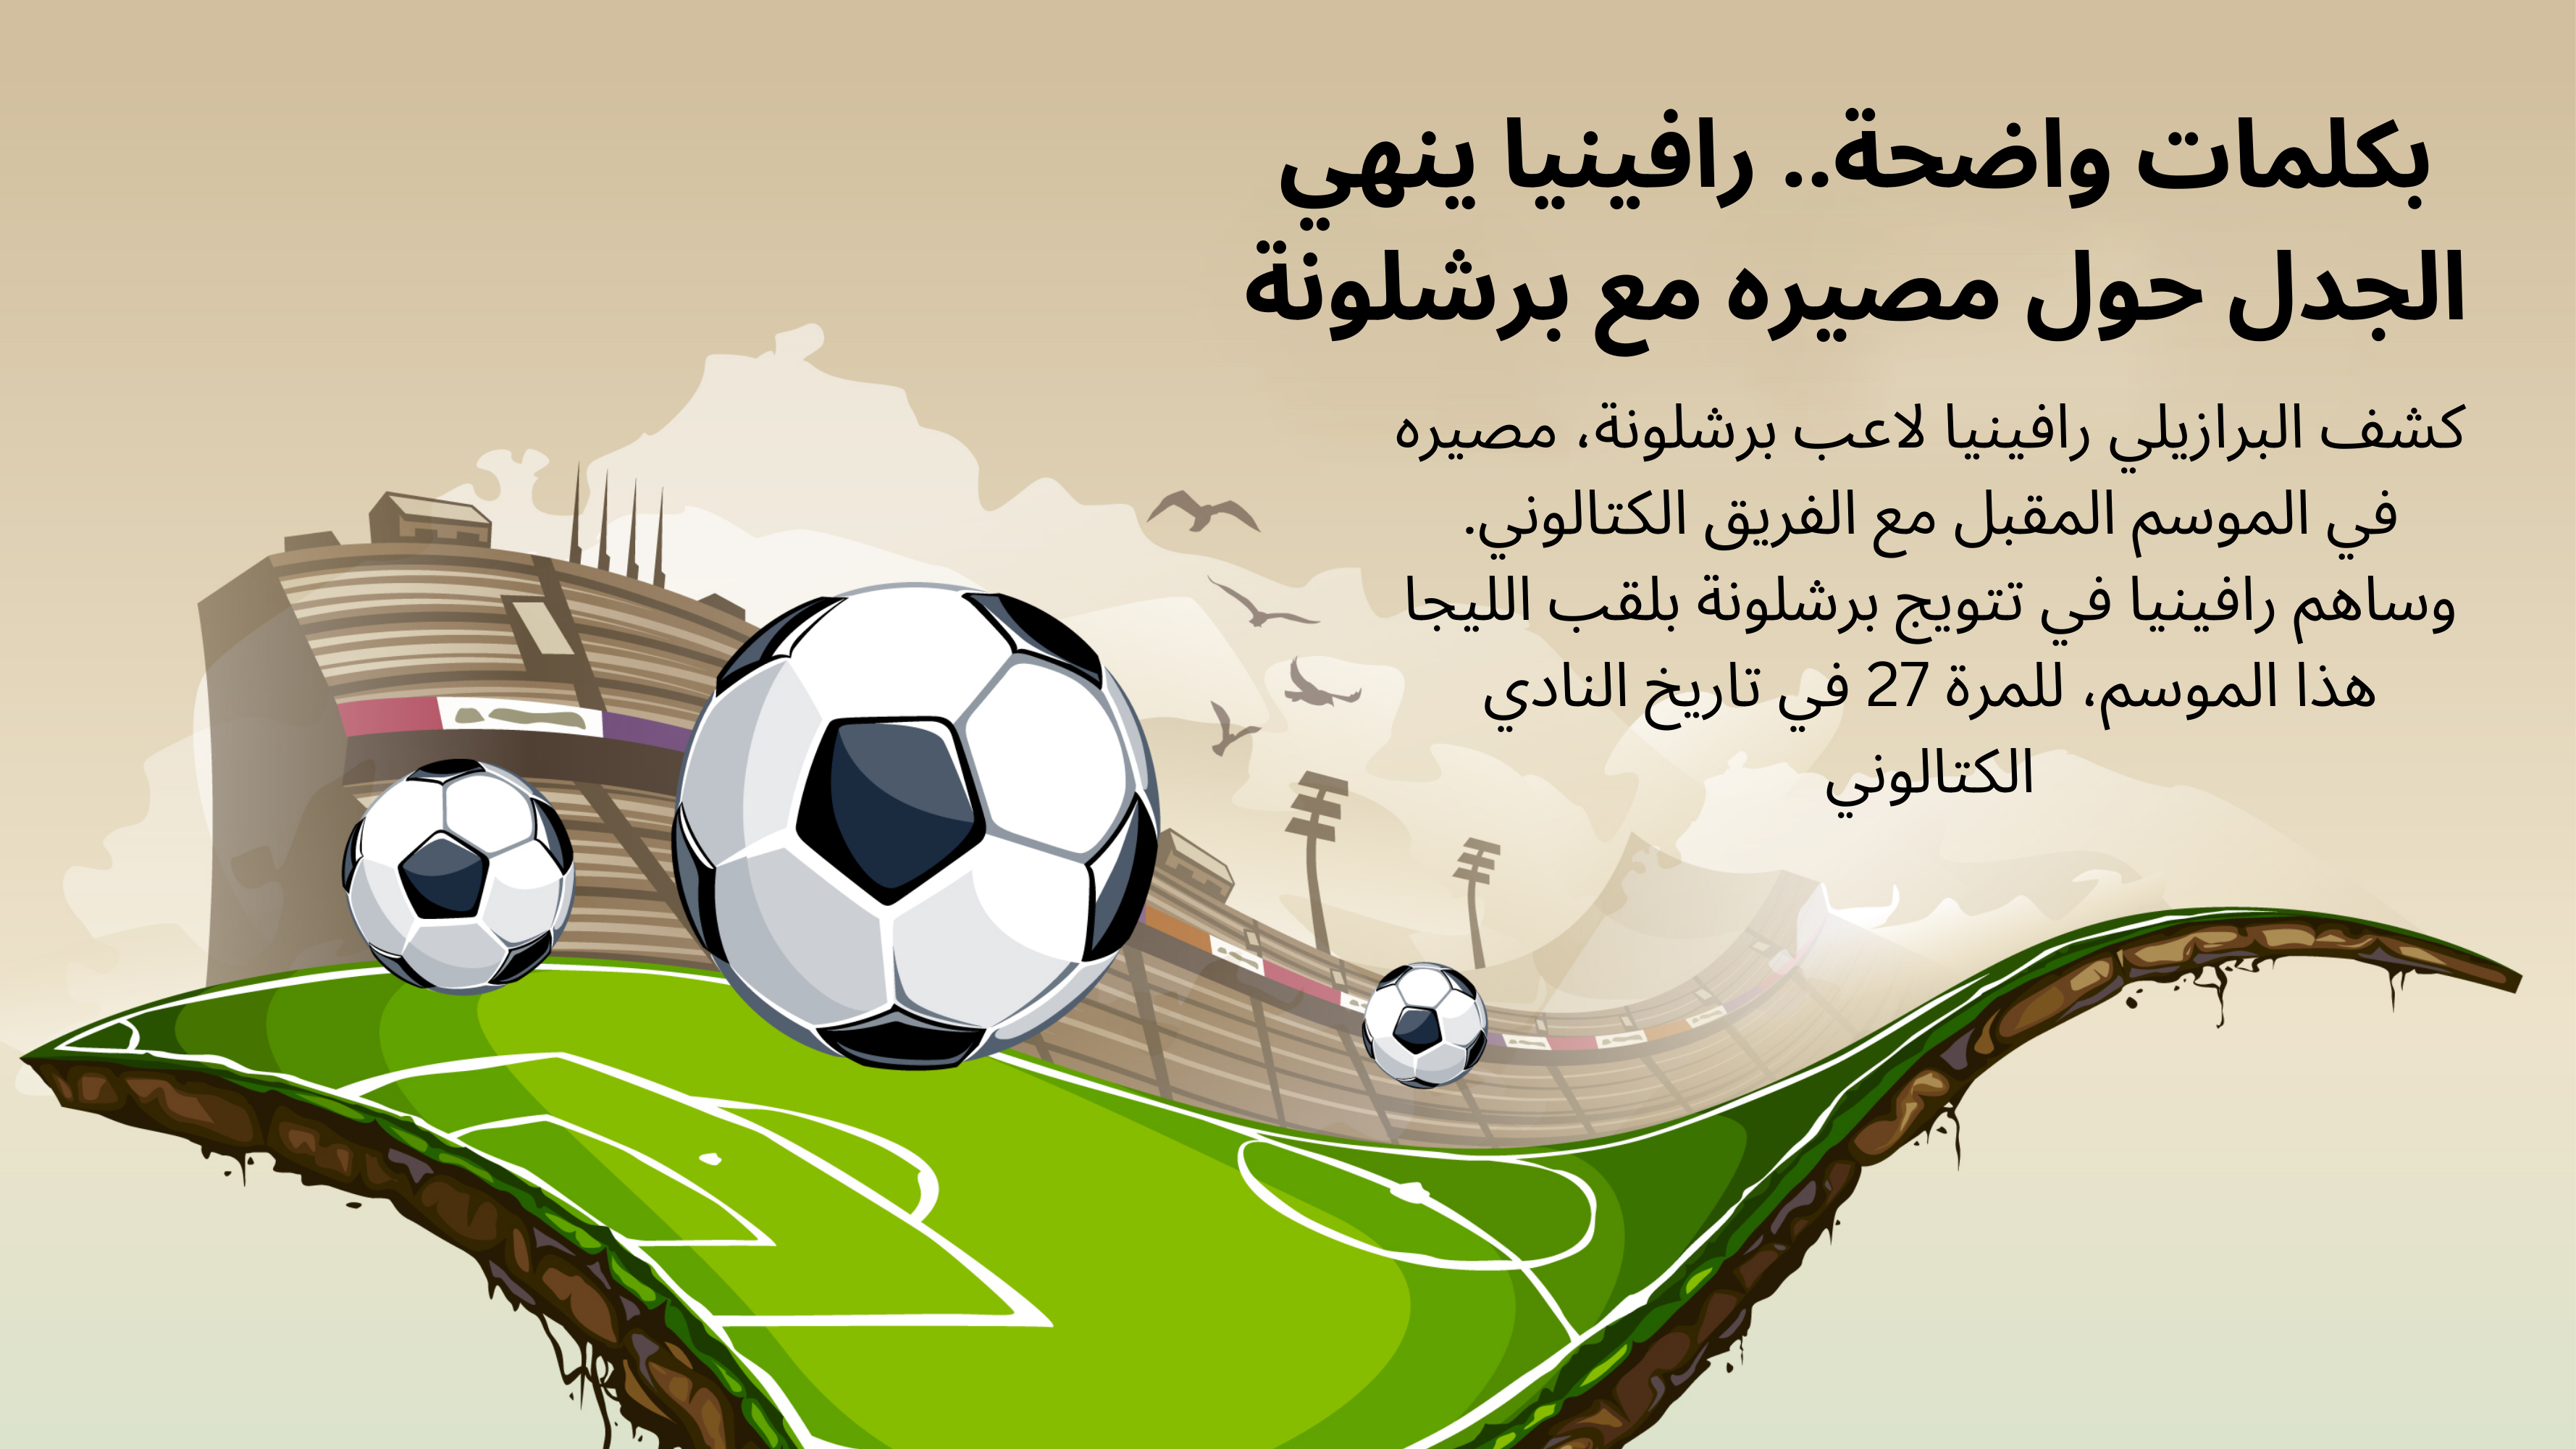 بكلمات واضحة.. رافينيا ينهي
الجدل حول مصيره مع برشلونة
كشف البرازيلي رافينيا لاعب برشلونة، مصيره
في الموسم المقبل مع الفريق الكتالوني.
وساهم رافينيا في تتويج برشلونة بلقب الليجا
هذا الموسم، للمرة 27 في تاريخ النادي
الكتالوني